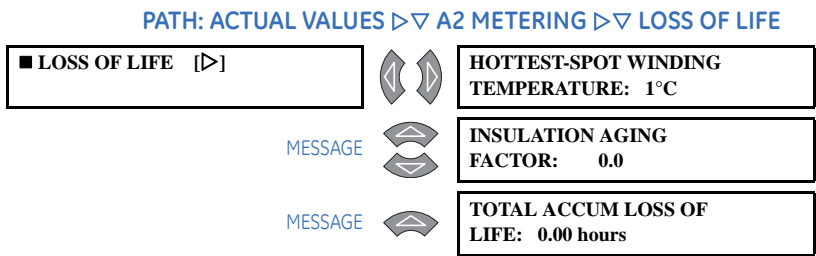 PATH: ACTUAL VALUES ▷▽ A2 METERING ▷▽ LOSS OF LIFE
■ LOSS OF LIFE [▷]
HOTTEST-SPOT WINDING
TEMPERATURE: 1°C
MESSAGE
INSULATION AGING
FACTOR: 0.0
MESSAGE
TOTAL ACCUM LOSS OF
LIFE: 0.00 hours